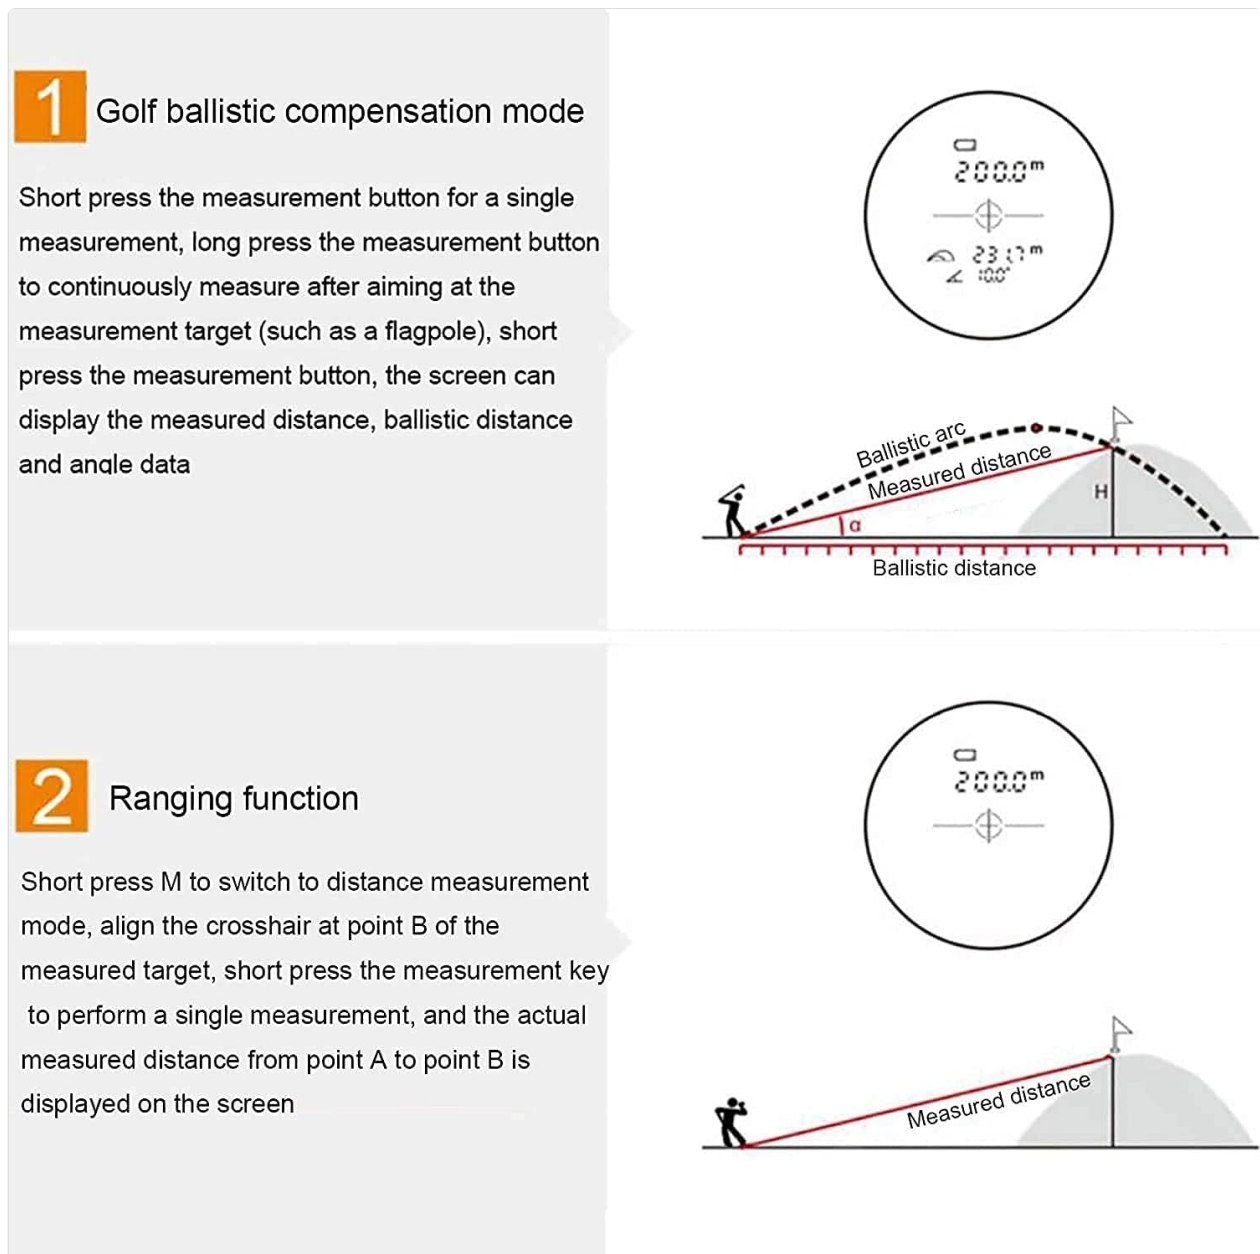 1
Golf ballistic compensation mode
Short press the measurement button for a single
measurement, long press the measurement button
to continuously measure after aiming at the
measurement target (such as a flagpole), short
press the measurement button, the screen can
display the measured distance, ballistic distance
and angle data
200.0m
231.7m
10.0°
Ballistic arc
Measured distance
H
α
Ballistic distance
2
Ranging function
Short press M to switch to distance measurement
mode, align the crosshair at point B of the
measured target, short press the measurement key
to perform a single measurement, and the actual
measured distance from point A to point B is
displayed on the screen
200.0m
Measured distance